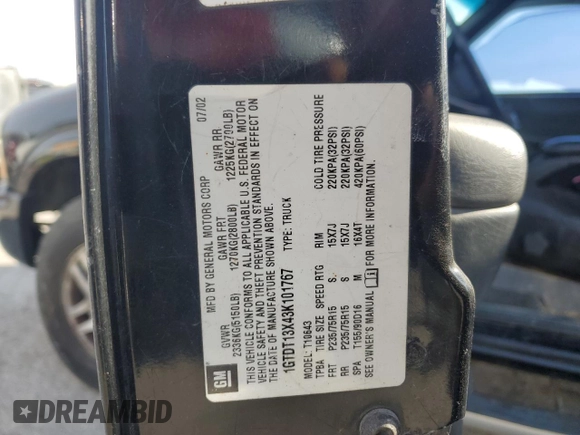 GM
MFD BY GENERAL MOTORS CORP 07/02
GVWR GAWR FRT GAWR RR
2336KG(5150LB) 1270KG(2800LB) 1225KG(2700LB)
THIS VEHICLE CONFORMS TO ALL APPLICABLE U.S. FEDERAL MOTOR
VEHICLE SAFETY AND THEFT PREVENTION STANDARDS IN EFFECT ON
THE DATE OF MANUFACTURE SHOWN ABOVE.
1GTDT13X43K101767 TYPE: TRUCK
MODEL: T10643
TPBA TIRE SIZE SPEED RTG RIM COLD TIRE PRESSURE
FRT P235/75R15 S 15X7J 220KPA(32PSI)
RR P235/75R15 S 15X7J 220KPA(32PSI)
SPA T155/90D16 M 16X4T 420KPA(60PSI)
SEE OWNER'S MANUAL FOR MORE INFORMATION.
DREAMBID